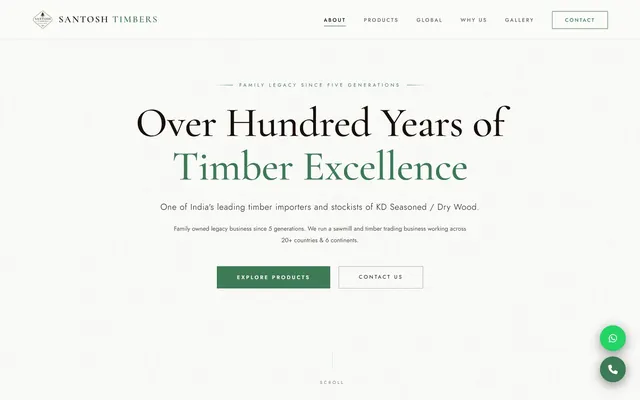 SANTOSH TIMBERS
ABOUT
PRODUCTS
GLOBAL
WHY US
GALLERY
CONTACT
FAMILY LEGACY SINCE FIVE GENERATIONS
Over Hundred Years of
Timber Excellence
One of India's leading timber importers and stockists of KD Seasoned / Dry Wood.
Family owned legacy business since 5 generations. We run a sawmill and timber trading business working across
20+ countries & 6 continents.
EXPLORE PRODUCTS
CONTACT US
SCROLL